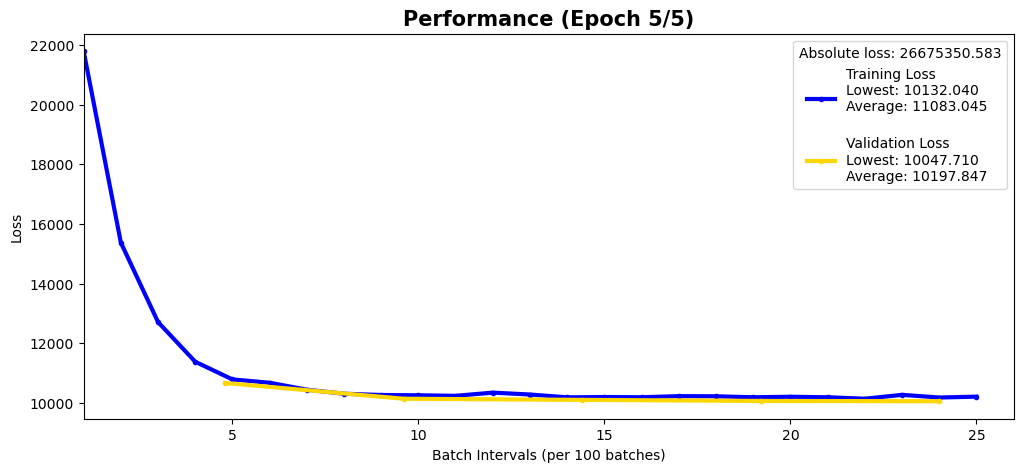 Performance (Epoch 5/5)
Absolute loss: 26675350.583
Training Loss
Lowest: 10132.040
Average: 11083.045
Validation Loss
Lowest: 10047.710
Average: 10197.847
Loss
22000
20000
18000
16000
14000
12000
10000
5
10
15
20
25
Batch Intervals (per 100 batches)